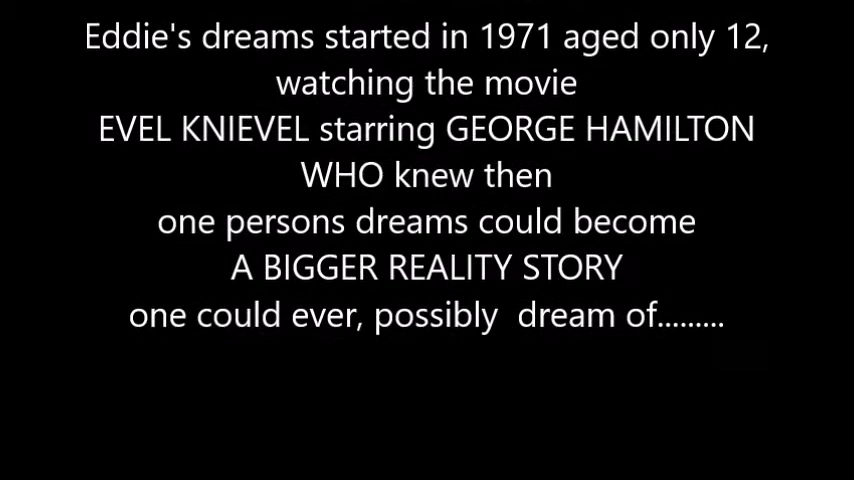 Eddie's dreams started in 1971 aged only 12,
watching the movie
EVEL KNIEVEL starring GEORGE HAMILTON
WHO knew then
one persons dreams could become
A BIGGER REALITY STORY
one could ever, possibly  dream of.........